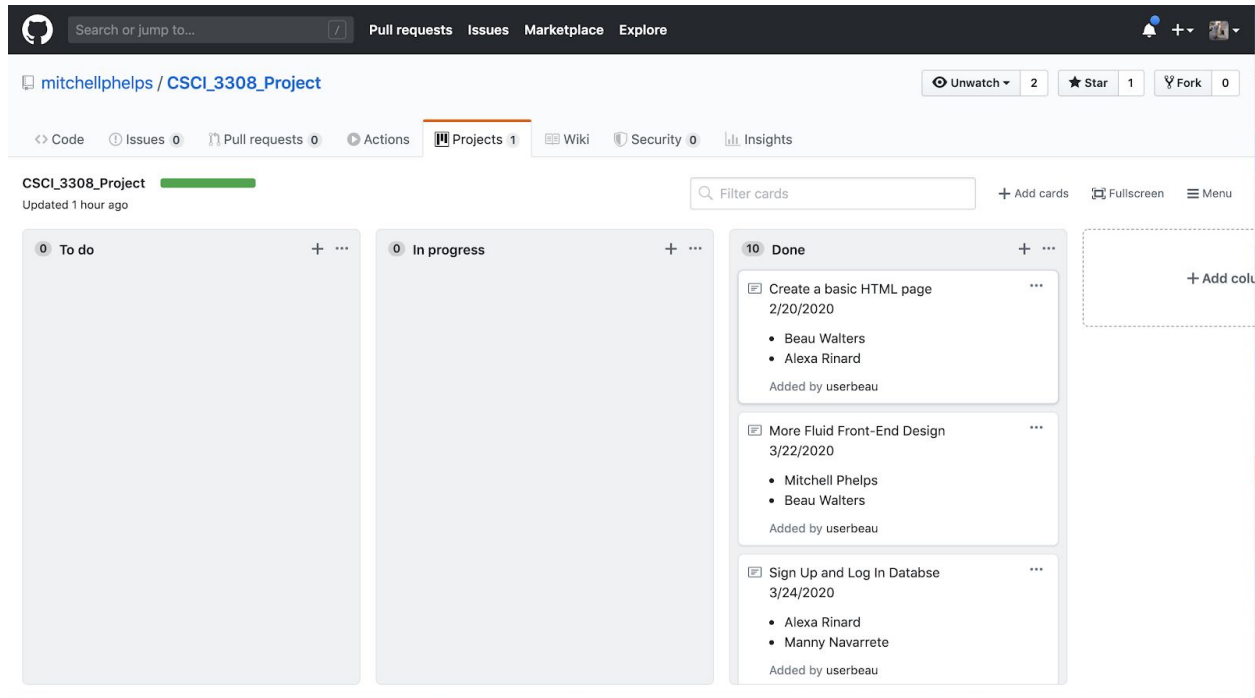 Search or jump to... / Pull requests Issues Marketplace Explore
mitchellphelps / CSCI_3308_Project Unwatch 2 Star 1 Fork 0
Code Issues 0 Pull requests 0 Actions Projects 1 Wiki Security 0 Insights
CSCI_3308_Project
Updated 1 hour ago
Filter cards + Add cards Fullscreen Menu
0 To do + ...
0 In progress + ...
10 Done + ...
+ Add colu
Create a basic HTML page ...
2/20/2020
• Beau Walters
• Alexa Rinard
Added by userbeau
More Fluid Front-End Design ...
3/22/2020
• Mitchell Phelps
• Beau Walters
Added by userbeau
Sign Up and Log In Databse ...
3/24/2020
• Alexa Rinard
• Manny Navarrete
Added by userbeau